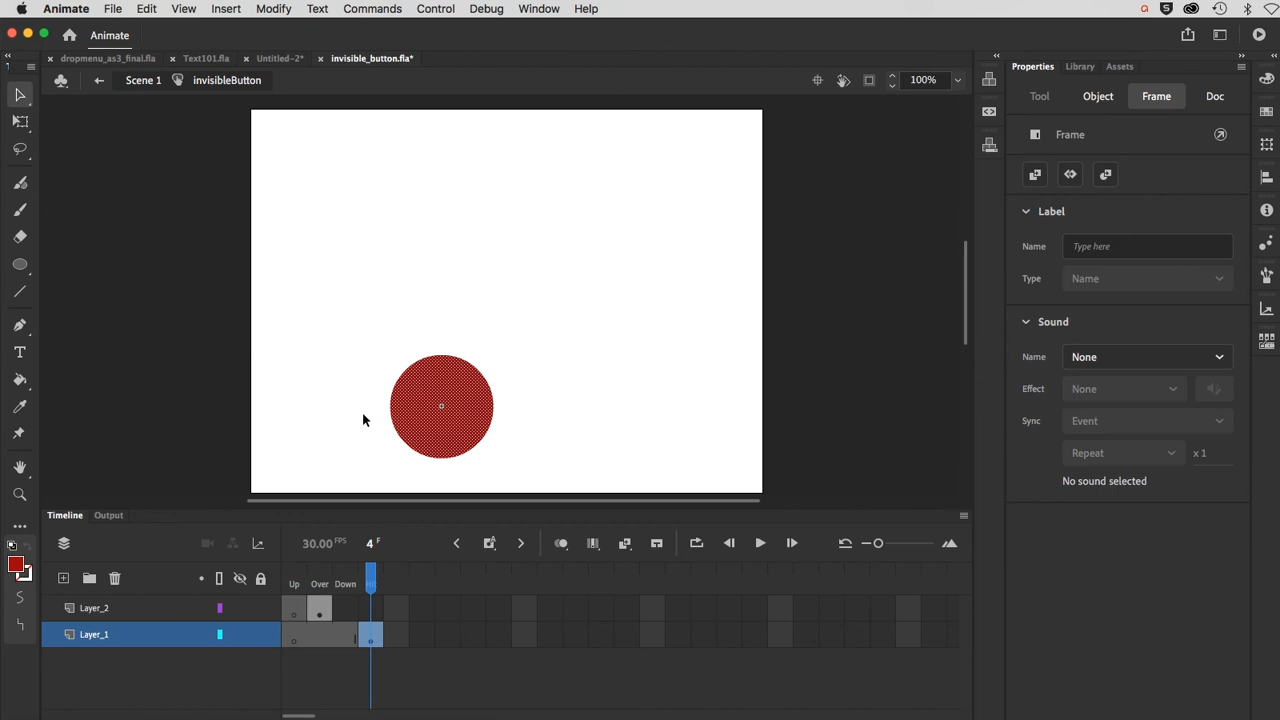 Animate File Edit View Insert Modify Text Commands Control Debug Window Help
Animate
dropmenu_as3_final.fla Text101.fla Untitled-2* invisible_button.fla*
Scene 1 invisibleButton 100%
Properties Library Assets
Tool Object Frame Doc
Frame
Label
Name Type here
Type Name
Sound
Name None
Effect None
Sync Event
Repeat x 1
No sound selected
Timeline Output
30.00 FPS 4 F
Up Over Down
Layer_2
Layer_1